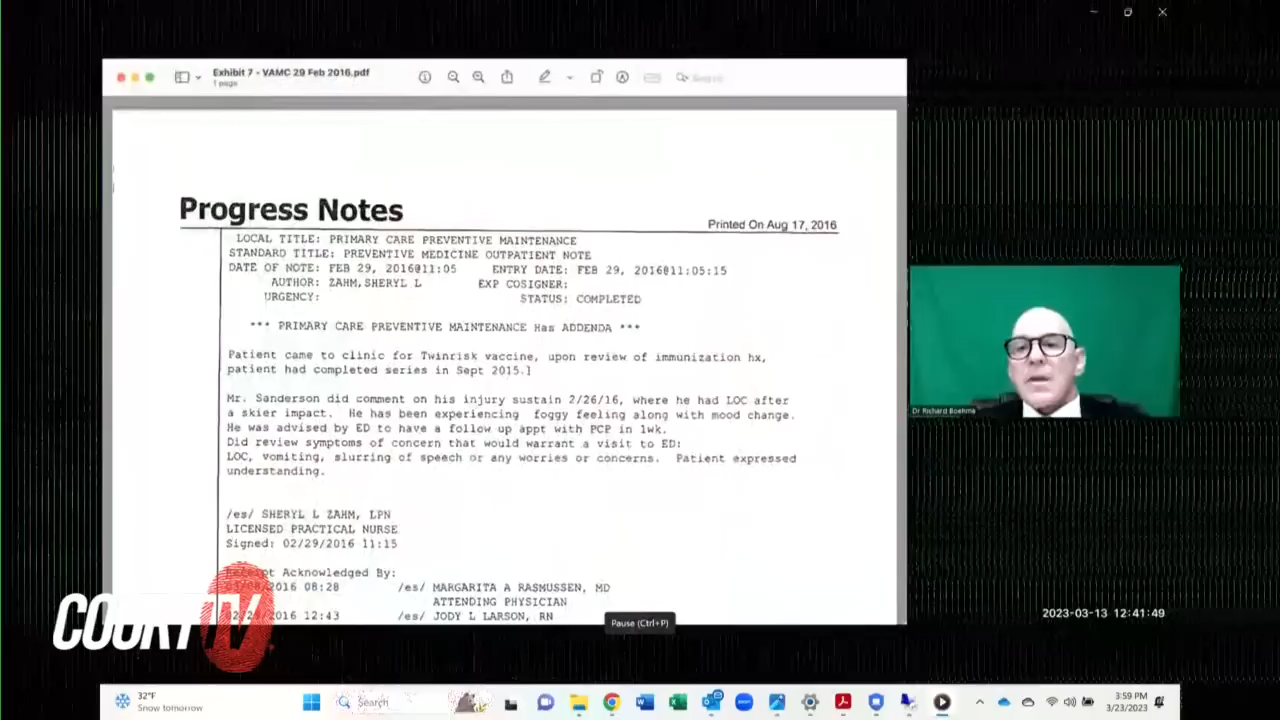 Exhibit 7 - VAMC 29 Feb 2016.pdf
1 page
Search
Progress Notes
Printed On Aug 17, 2016
LOCAL TITLE: PRIMARY CARE PREVENTIVE MAINTENANCE
STANDARD TITLE: PREVENTIVE MEDICINE OUTPATIENT NOTE
DATE OF NOTE: FEB 29, 2016@11:05 ENTRY DATE: FEB 29, 2016@11:05:15
AUTHOR: ZAHM,SHERYL L EXP COSIGNER:
URGENCY: STATUS: COMPLETED
*** PRIMARY CARE PREVENTIVE MAINTENANCE Has ADDENDA ***
Patient came to clinic for Twinrisk vaccine, upon review of immunization hx,
patient had completed series in Sept 2015.]
Mr. Sanderson did comment on his injury sustain 2/26/16, where he had LOC after
a skier impact. He has been experiencing foggy feeling along with mood change.
He was advised by ED to have a follow up appt with PCP in 1wk.
Did review symptoms of concern that would warrant a visit to ED:
LOC, vomiting, slurring of speech or any worries or concerns. Patient expressed
understanding.
/es/ SHERYL L ZAHM, LPN
LICENSED PRACTICAL NURSE
Signed: 02/29/2016 11:15
Receipt Acknowledged By:
2016 08:28 /es/ MARGARITA A RASMUSSEN, MD
ATTENDING PHYSICIAN
02/29/2016 12:43 /es/ JODY L LARSON, RN
Dr Richard Boehme
COURT TV
Pause (Ctrl+P)
2023-03-13 12:41:49
32°F
Snow tomorrow
Search
3:59 PM
3/23/2023